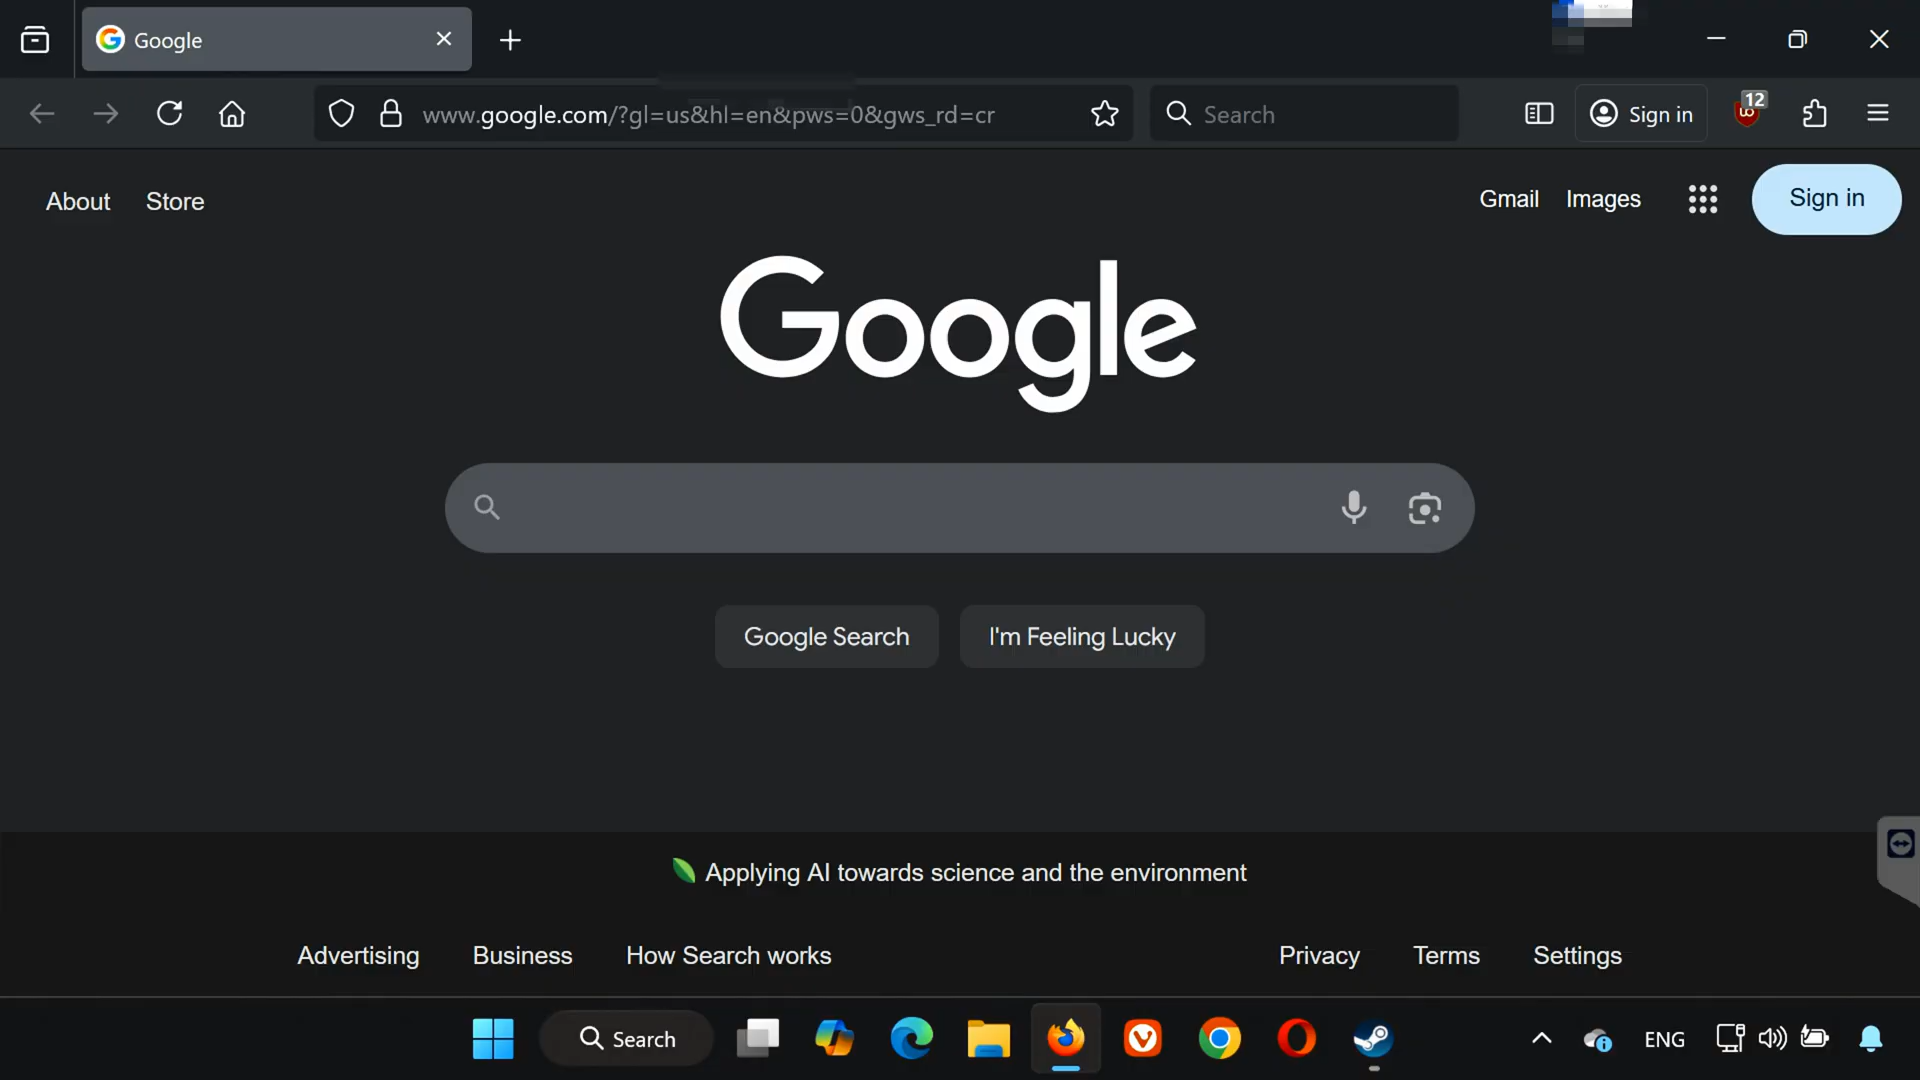 Google
www.google.com/?gl=us&hl=en&pws=0&gws_rd=cr
Search
Sign in
12
About
Store
Gmail
Images
Sign in
Google
Google Search
I'm Feeling Lucky
Applying AI towards science and the environment
Advertising
Business
How Search works
Privacy
Terms
Settings
Search
ENG